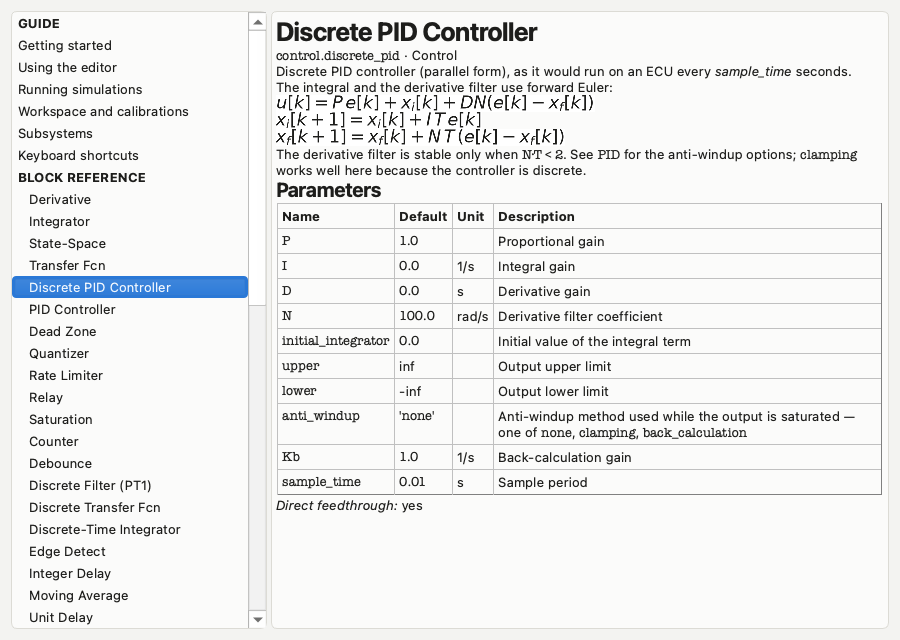 GUIDE
Getting started
Using the editor
Running simulations
Workspace and calibrations
Subsystems
Keyboard shortcuts
BLOCK REFERENCE
Derivative
Integrator
State-Space
Transfer Fcn
Discrete PID Controller
PID Controller
Dead Zone
Quantizer
Rate Limiter
Relay
Saturation
Counter
Debounce
Discrete Filter (PT1)
Discrete Transfer Fcn
Discrete-Time Integrator
Edge Detect
Integer Delay
Moving Average
Unit Delay
Discrete PID Controller
control.discrete_pid · Control
Discrete PID controller (parallel form), as it would run on an ECU every sample_time seconds.
The integral and the derivative filter use forward Euler:
u[k] = P e[k] + x_i[k] + D N (e[k] − x_f[k])
x_i[k + 1] = x_i[k] + I T e[k]
x_f[k + 1] = x_f[k] + N T (e[k] − x_f[k])
The derivative filter is stable only when N·T < 2. See PID for the anti-windup options; clamping
works well here because the controller is discrete.
Parameters
Name Default Unit Description
P 1.0 Proportional gain
I 0.0 1/s Integral gain
D 0.0 s Derivative gain
N 100.0 rad/s Derivative filter coefficient
initial_integrator 0.0 Initial value of the integral term
upper inf Output upper limit
lower -inf Output lower limit
anti_windup 'none' Anti-windup method used while the output is saturated —
one of none, clamping, back_calculation
Kb 1.0 1/s Back-calculation gain
sample_time 0.01 s Sample period
Direct feedthrough: yes